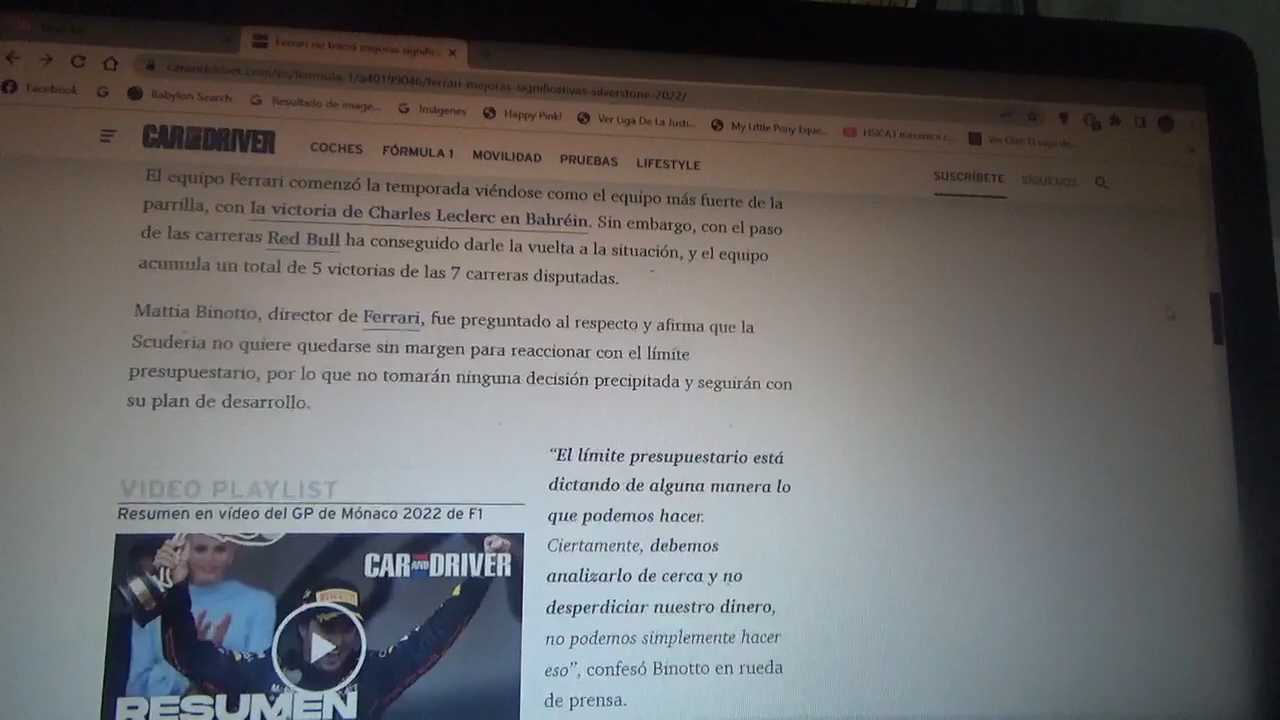 Ferrari no traerá mejoras signific...
carandriver.com/es/formula-1/a40199046/ferrari-mejoras-significativas-silverstone-2022/
Facebook
Babylon Search
Resultado de image...
Imágenes
Happy Pink!
Ver Liga De La Justi...
My Little Pony Eque...
FISICA1 mecanica c...
CAR AND DRIVER
COCHES
FÓRMULA 1
MOVILIDAD
PRUEBAS
LIFESTYLE
SUSCRÍBETE
SÍGUENOS
El equipo Ferrari comenzó la temporada viéndose como el equipo más fuerte de la
parrilla, con la victoria de Charles Leclerc en Bahréin. Sin embargo, con el paso
de las carreras Red Bull ha conseguido darle la vuelta a la situación, y el equipo
acumula un total de 5 victorias de las 7 carreras disputadas.
Mattia Binotto, director de Ferrari, fue preguntado al respecto y afirma que la
Scuderia no quiere quedarse sin margen para reaccionar con el límite
presupuestario, por lo que no tomarán ninguna decisión precipitada y seguirán con
su plan de desarrollo.
VIDEO PLAYLIST
Resumen en vídeo del GP de Mónaco 2022 de F1
CAR AND DRIVER
PIRELLI
RESUMEN
“El límite presupuestario está
dictando de alguna manera lo
que podemos hacer.
Ciertamente, debemos
analizarlo de cerca y no
desperdiciar nuestro dinero,
no podemos simplemente hacer
eso”, confesó Binotto en rueda
de prensa.